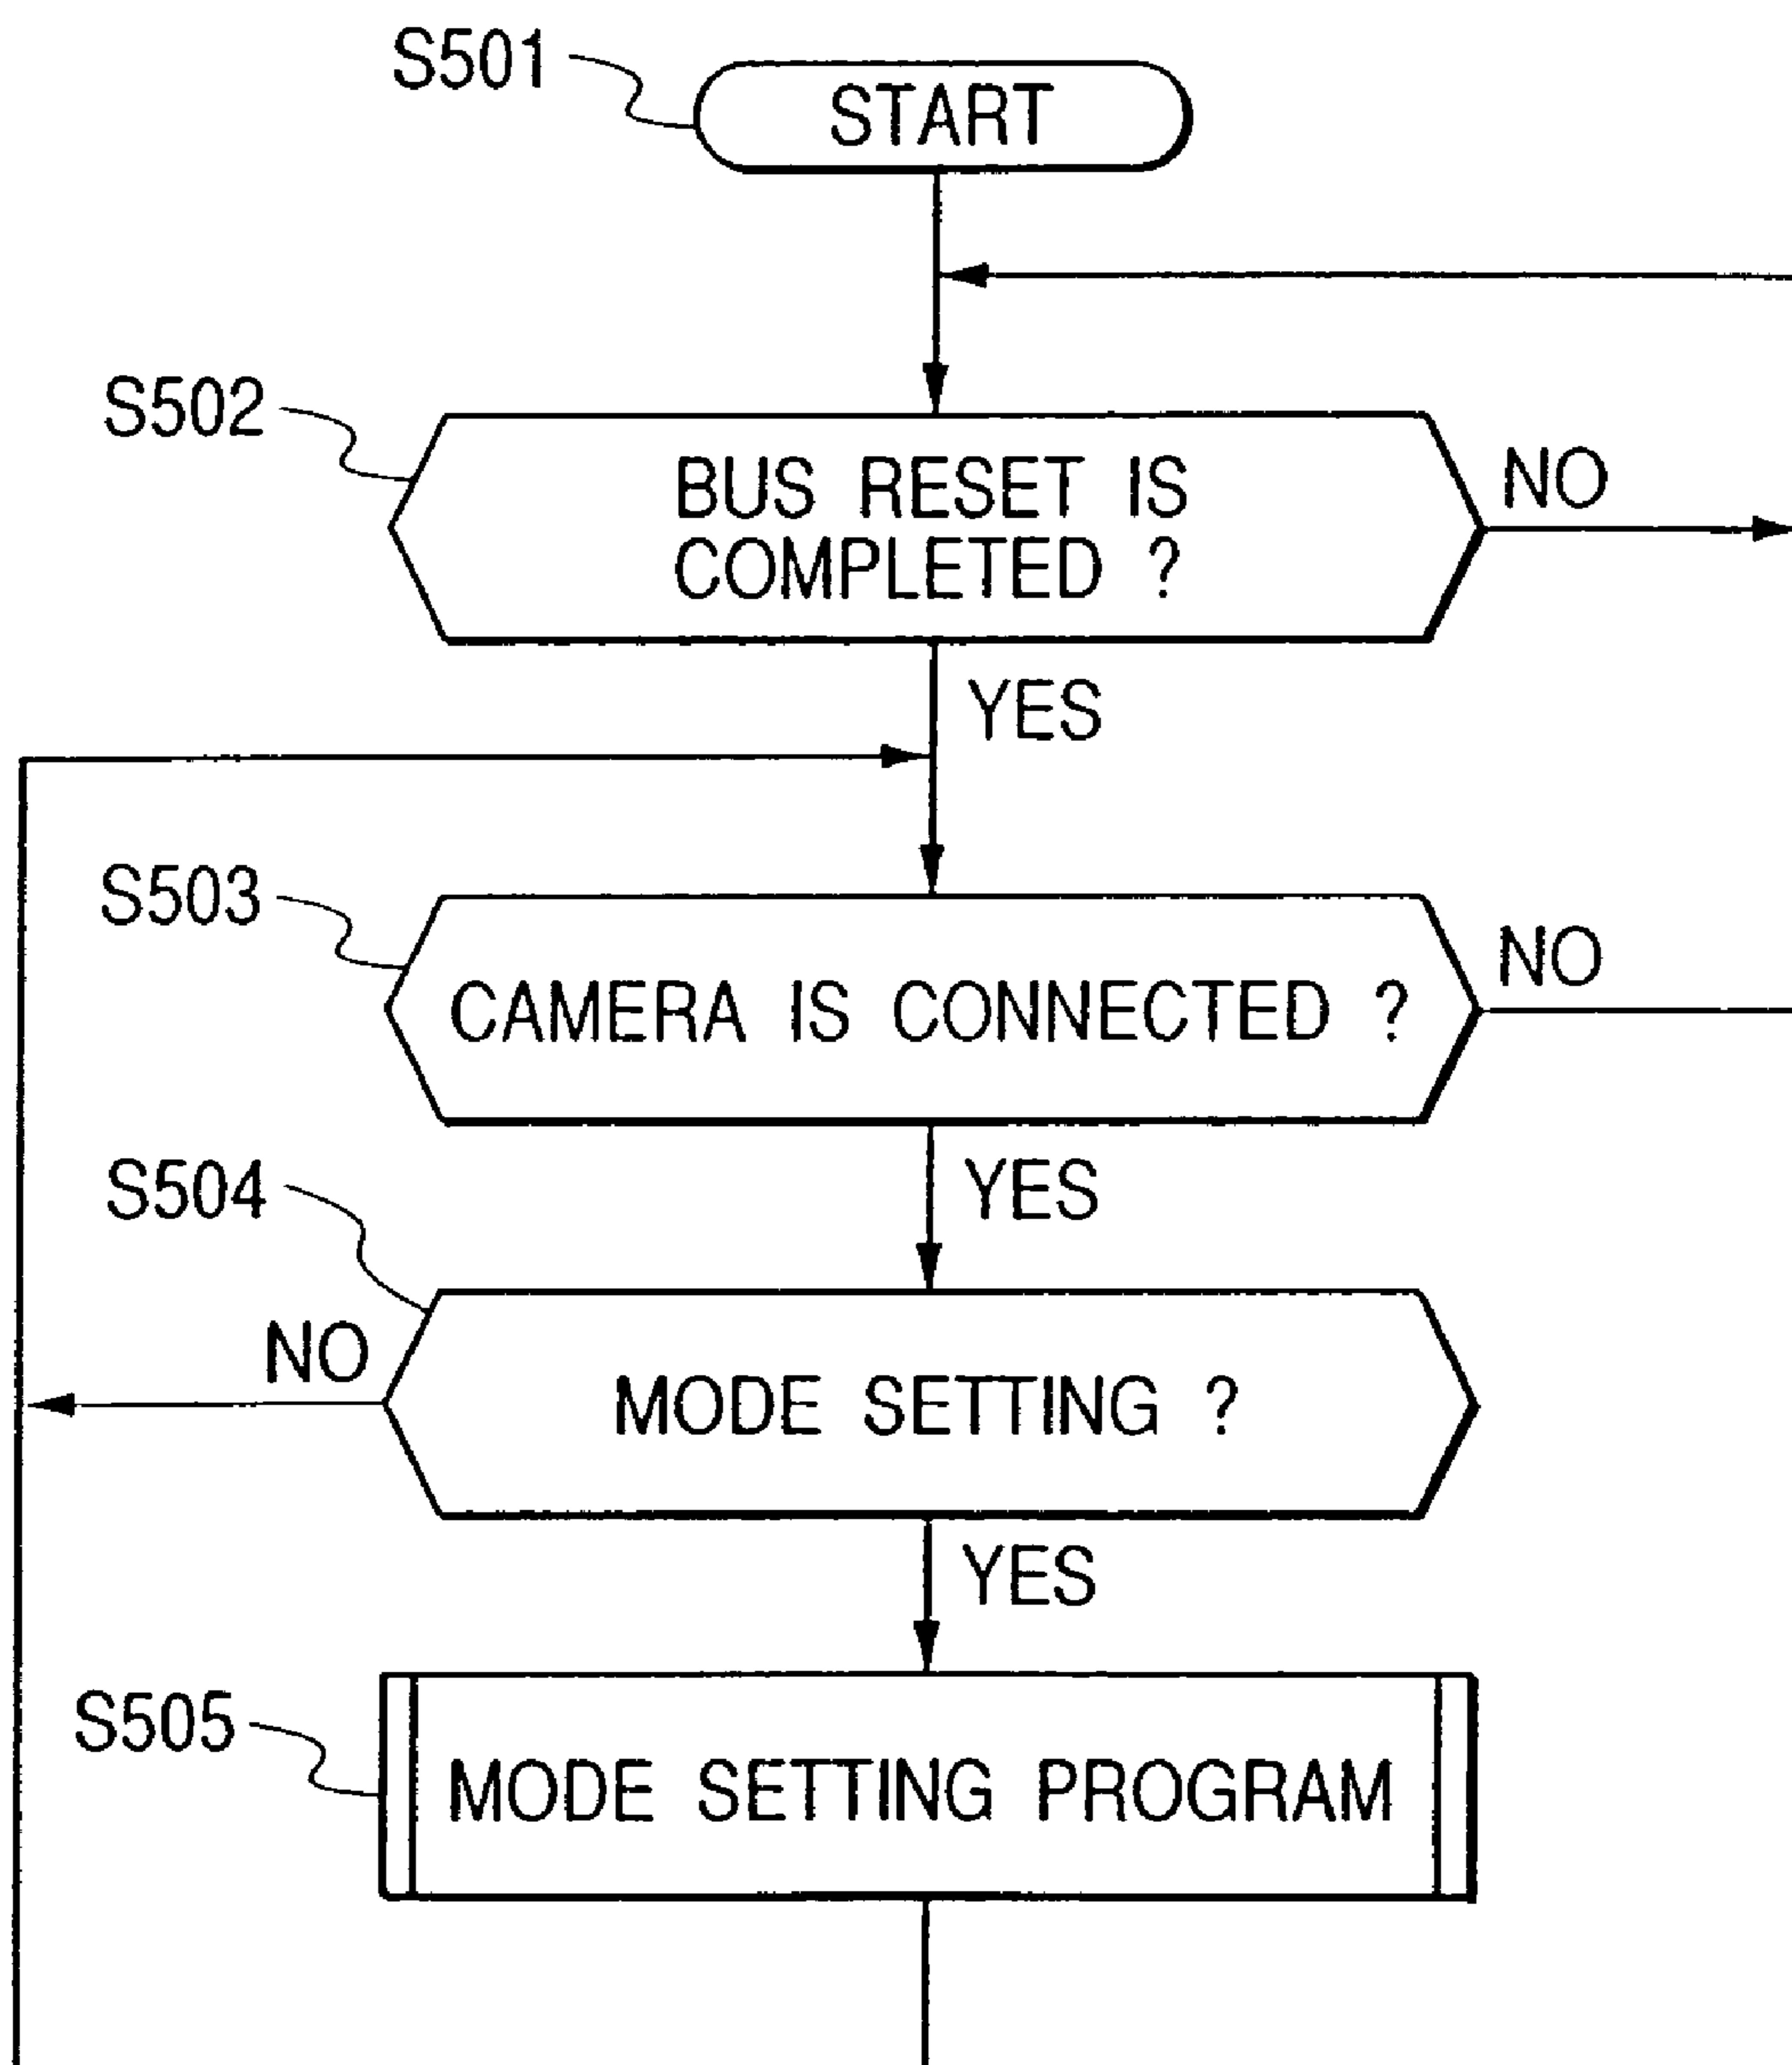 S501
START
S502
BUS RESET IS
COMPLETED ?
NO
YES
S503
CAMERA IS CONNECTED ?
NO
YES
S504
NO
MODE SETTING ?
YES
S505
MODE SETTING PROGRAM